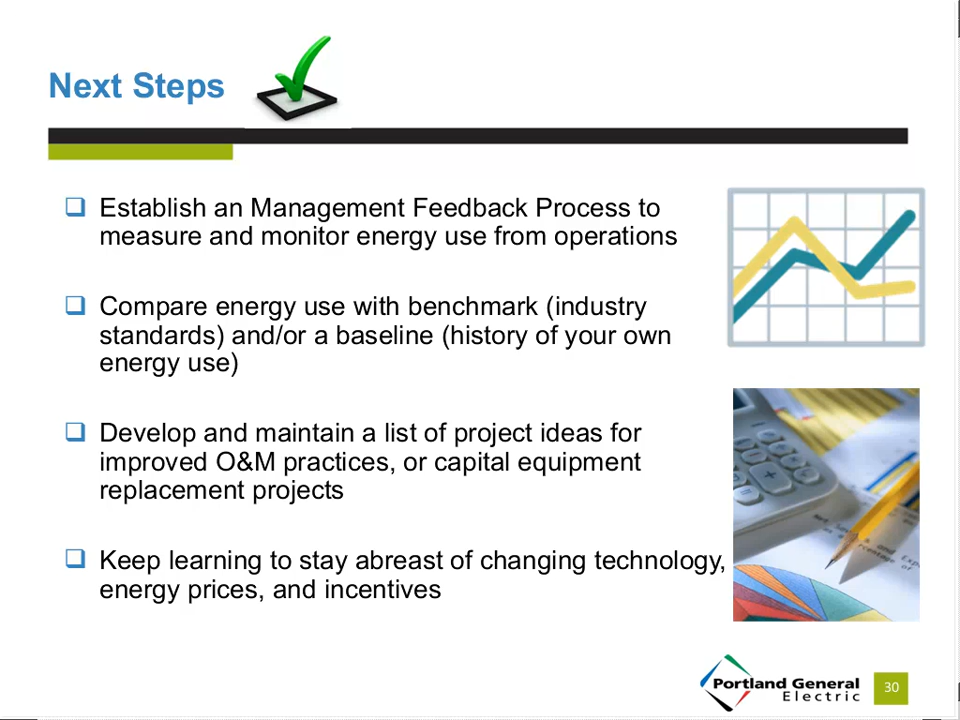 Next Steps
Establish an Management Feedback Process to
measure and monitor energy use from operations
Compare energy use with benchmark (industry
standards) and/or a baseline (history of your own
energy use)
Develop and maintain a list of project ideas for
improved O&M practices, or capital equipment
replacement projects
Keep learning to stay abreast of changing technology,
energy prices, and incentives
Portland General
Electric
30